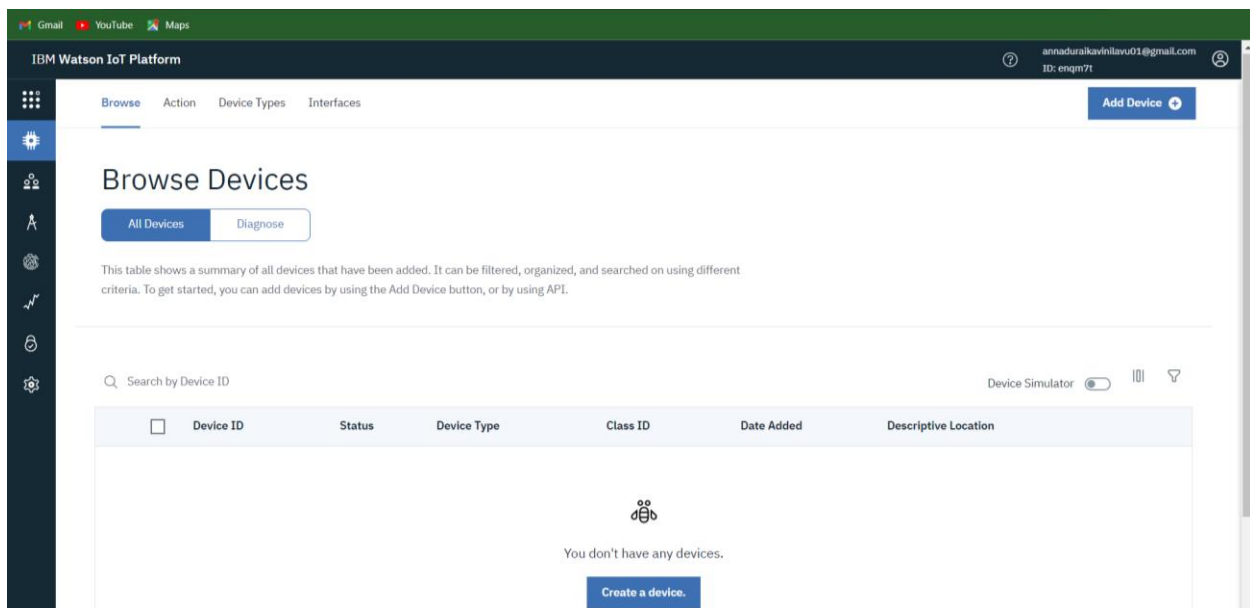 Gmail YouTube Maps
IBM Watson IoT Platform
annaduraikavinilavu01@gmail.com
ID: enqm7t
Browse Action Device Types Interfaces
Add Device
Browse Devices
All Devices Diagnose
This table shows a summary of all devices that have been added. It can be filtered, organized, and searched on using different
criteria. To get started, you can add devices by using the Add Device button, or by using API.
Search by Device ID
Device Simulator
Device ID Status Device Type Class ID Date Added Descriptive Location
You don't have any devices.
Create a device.